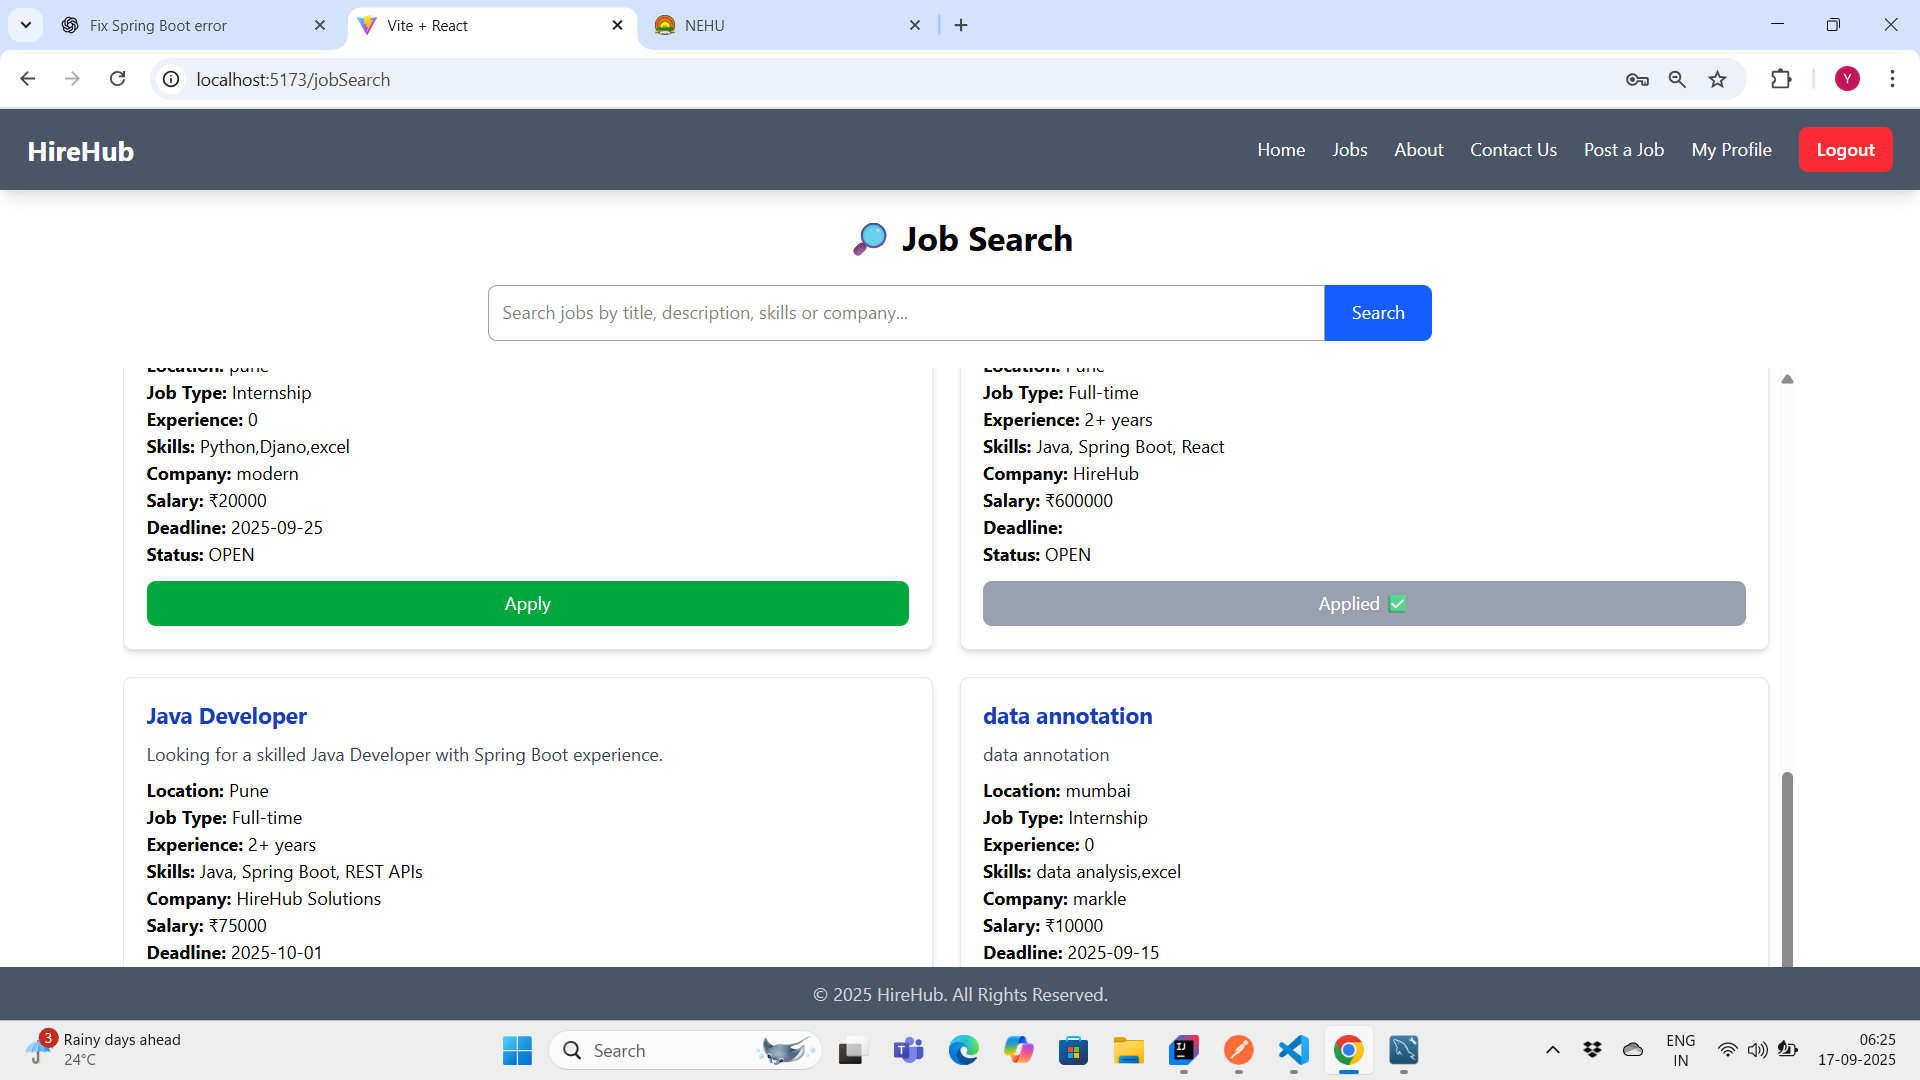 Fix Spring Boot error
Vite + React
NEHU
localhost:5173/jobSearch
Y
HireHub
Home
Jobs
About
Contact Us
Post a Job
My Profile
Logout
Job Search
Search jobs by title, description, skills or company...
Search
Location: pune
Job Type: Internship
Experience: 0
Skills: Python,Djano,excel
Company: modern
Salary: ₹20000
Deadline: 2025-09-25
Status: OPEN
Apply
Location: Pune
Job Type: Full-time
Experience: 2+ years
Skills: Java, Spring Boot, React
Company: HireHub
Salary: ₹600000
Deadline:
Status: OPEN
Applied ✅
Java Developer
Looking for a skilled Java Developer with Spring Boot experience.
Location: Pune
Job Type: Full-time
Experience: 2+ years
Skills: Java, Spring Boot, REST APIs
Company: HireHub Solutions
Salary: ₹75000
Deadline: 2025-10-01
data annotation
data annotation
Location: mumbai
Job Type: Internship
Experience: 0
Skills: data analysis,excel
Company: markle
Salary: ₹10000
Deadline: 2025-09-15
© 2025 HireHub. All Rights Reserved.
3
Rainy days ahead
24°C
Search
ENG
IN
06:25
17-09-2025